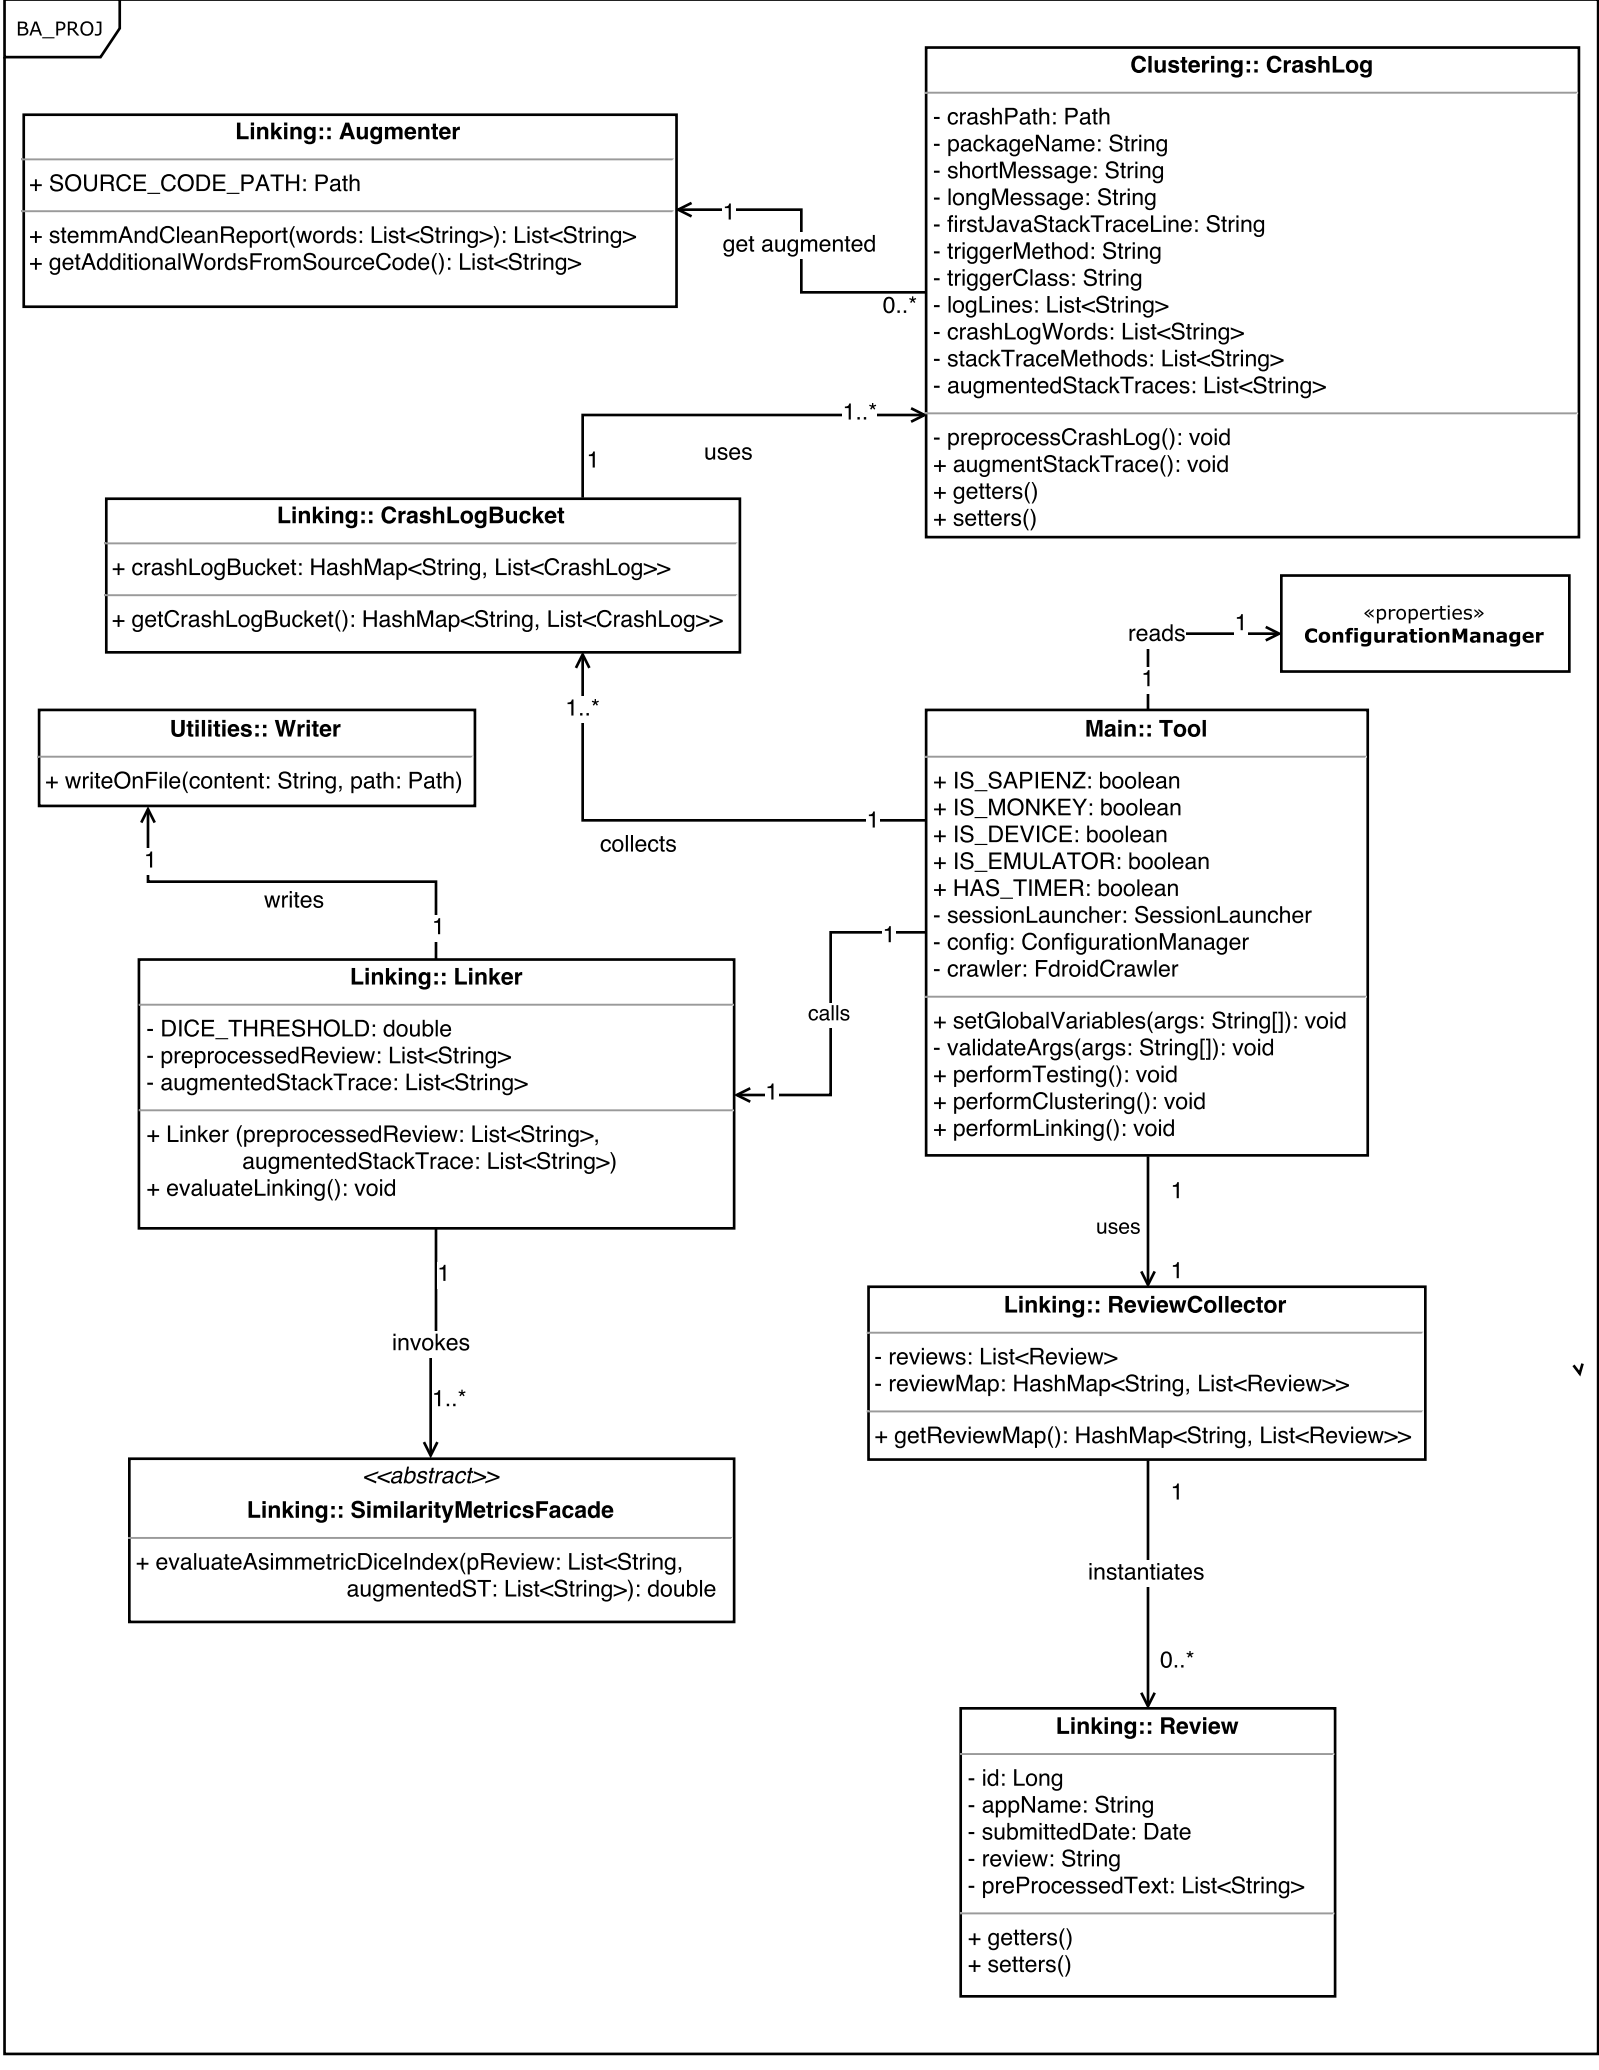 BA_PROJ
Clustering:: CrashLog
- crashPath: Path
- packageName: String
- shortMessage: String
- longMessage: String
- firstJavaStackTraceLine: String
- triggerMethod: String
- triggerClass: String
- logLines: List<String>
- crashLogWords: List<String>
- stackTraceMethods: List<String>
- augmentedStackTraces: List<String>
- preprocessCrashLog(): void
+ augmentStackTrace(): void
+ getters()
+ setters()
Linking:: Augmenter
+ SOURCE_CODE_PATH: Path
+ stemmAndCleanReport(words: List<String>): List<String>
+ getAdditionalWordsFromSourceCode(): List<String>
1
get augmented
0..*
1..*
uses
1
Linking:: CrashLogBucket
+ crashLogBucket: HashMap<String, List<CrashLog>>
+ getCrashLogBucket(): HashMap<String, List<CrashLog>>
«properties»
ConfigurationManager
reads
1
1
1..*
collects
1
Utilities:: Writer
+ writeOnFile(content: String, path: Path)
Main:: Tool
+ IS_SAPIENZ: boolean
+ IS_MONKEY: boolean
+ IS_DEVICE: boolean
+ IS_EMULATOR: boolean
+ HAS_TIMER: boolean
- sessionLauncher: SessionLauncher
- config: ConfigurationManager
- crawler: FdroidCrawler
+ setGlobalVariables(args: String[]): void
- validateArgs(args: String[]): void
+ performTesting(): void
+ performClustering(): void
+ performLinking(): void
1
writes
1
1
calls
1
Linking:: Linker
- DICE_THRESHOLD: double
- preprocessedReview: List<String>
- augmentedStackTrace: List<String>
+ Linker (preprocessedReview: List<String>,
augmentedStackTrace: List<String>)
+ evaluateLinking(): void
1
uses
1
1
invokes
1..*
Linking:: ReviewCollector
- reviews: List<Review>
- reviewMap: HashMap<String, List<Review>>
+ getReviewMap(): HashMap<String, List<Review>>
<<abstract>>
Linking:: SimilarityMetricsFacade
+ evaluateAsimmetricDiceIndex(pReview: List<String,
augmentedST: List<String>): double
1
instantiates
0..*
Linking:: Review
- id: Long
- appName: String
- submittedDate: Date
- review: String
- preProcessedText: List<String>
+ getters()
+ setters()